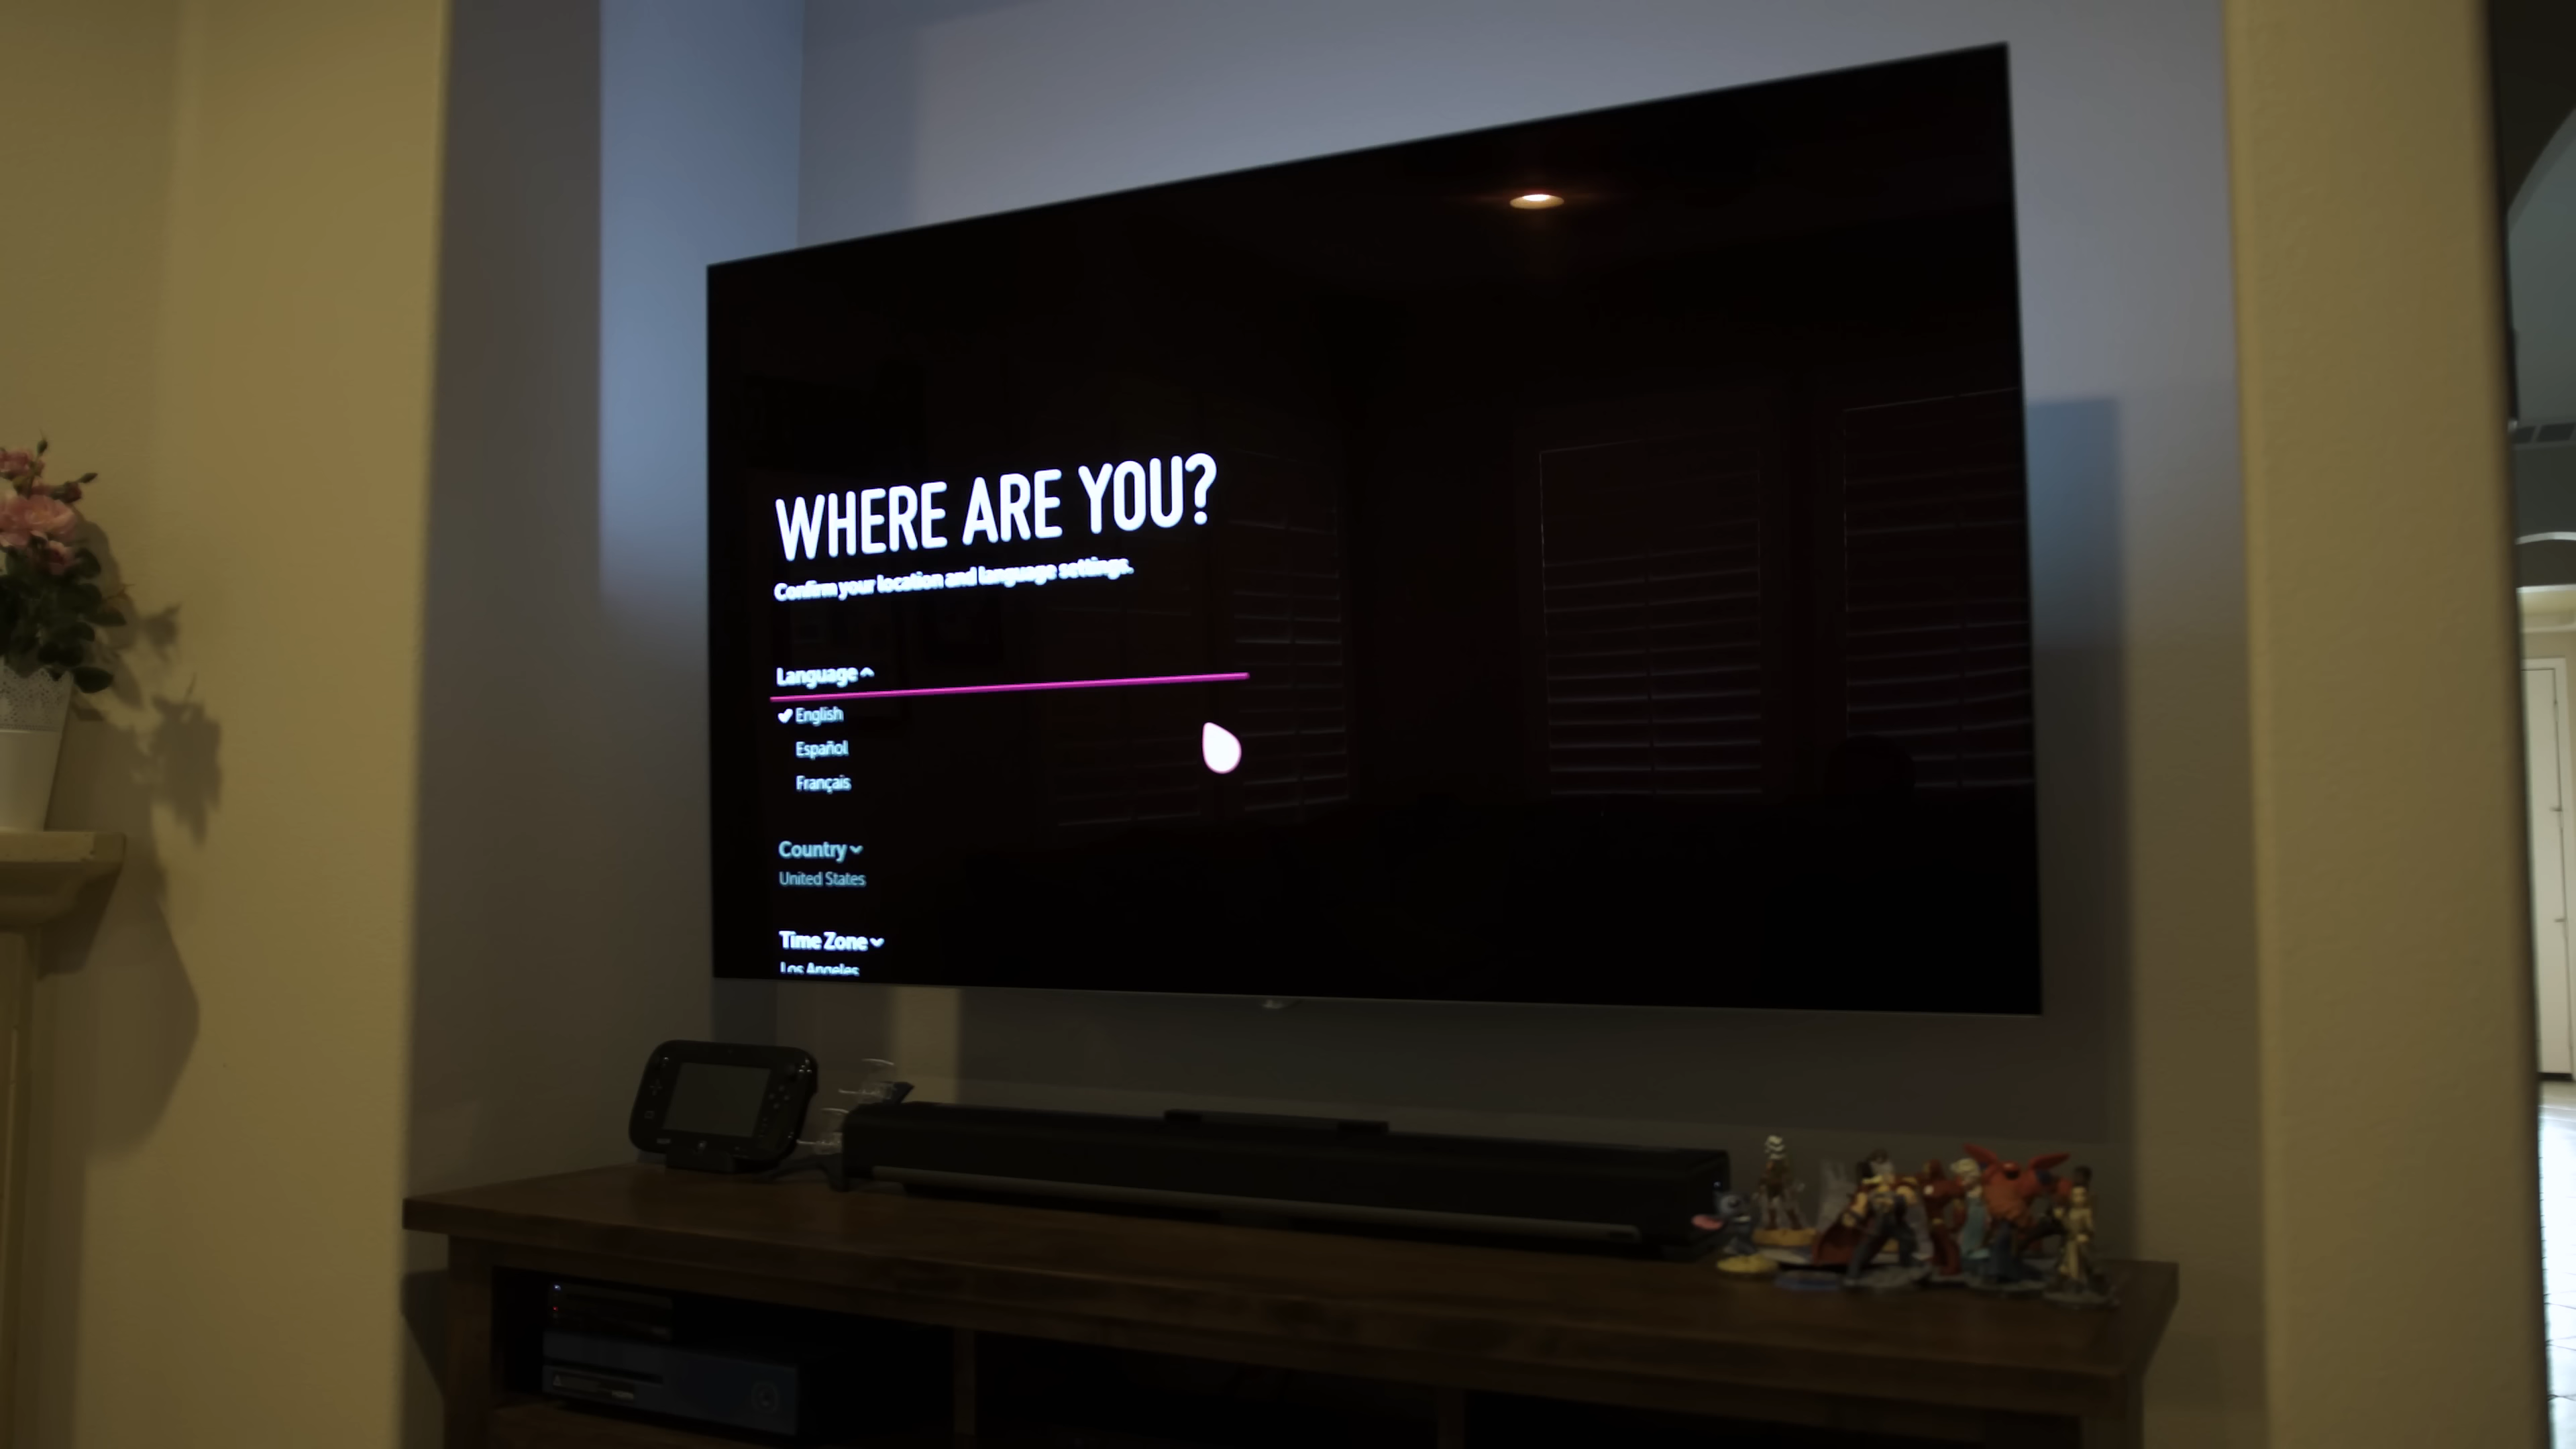 WHERE ARE YOU?
Confirm your location and language settings.
Language
English
Español
Français
Country
United States
Time Zone
Los Angeles